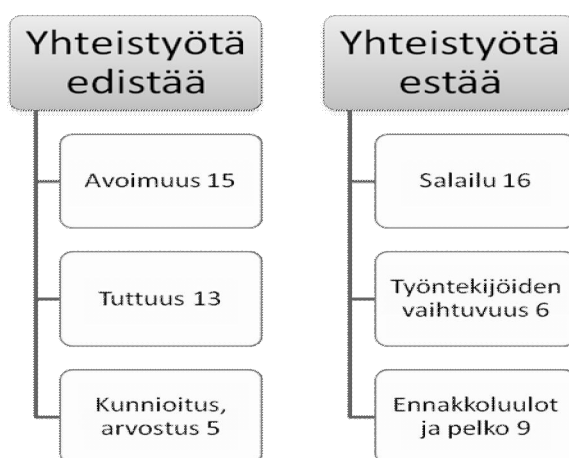 Yhteistyötä
edistää
Avoimuus 15
Tuttuus 13
Kunnioitus,
arvostus 5
Yhteistyötä
estää
Salailu 16
Työntekijöiden
vaihtuvuus 6
Ennakkoluulot
ja pelko 9